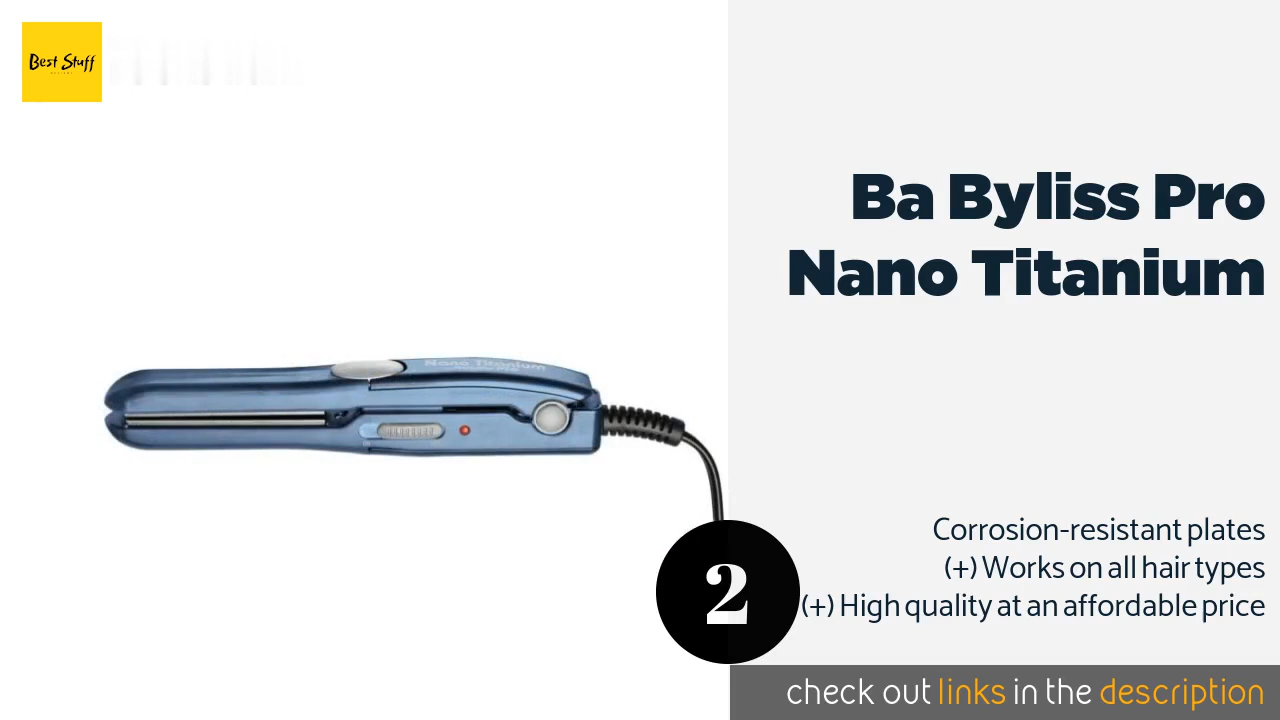 Best Stuff
Ba Byliss Pro
Nano Titanium
Nano Titanium
Corrosion-resistant plates
(+) Works on all hair types
(+) High quality at an affordable price
2
check out links in the description